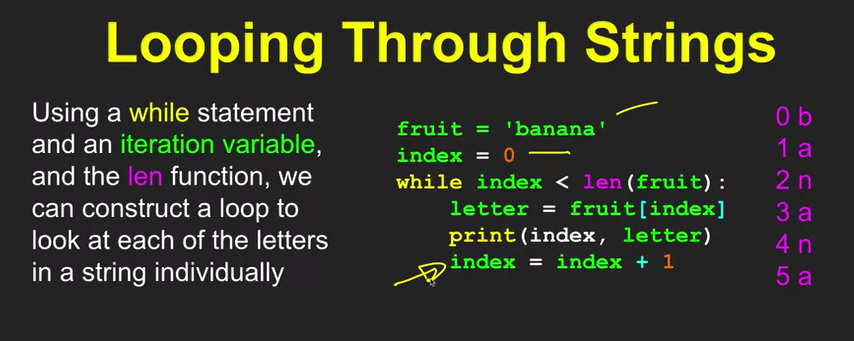 Looping Through Strings
Using a while statement
and an iteration variable,
and the len function, we
can construct a loop to
look at each of the letters
in a string individually
fruit = 'banana'
index = 0
while index < len(fruit):
    letter = fruit[index]
    print(index, letter)
    index = index + 1
0 b
1 a
2 n
3 a
4 n
5 a